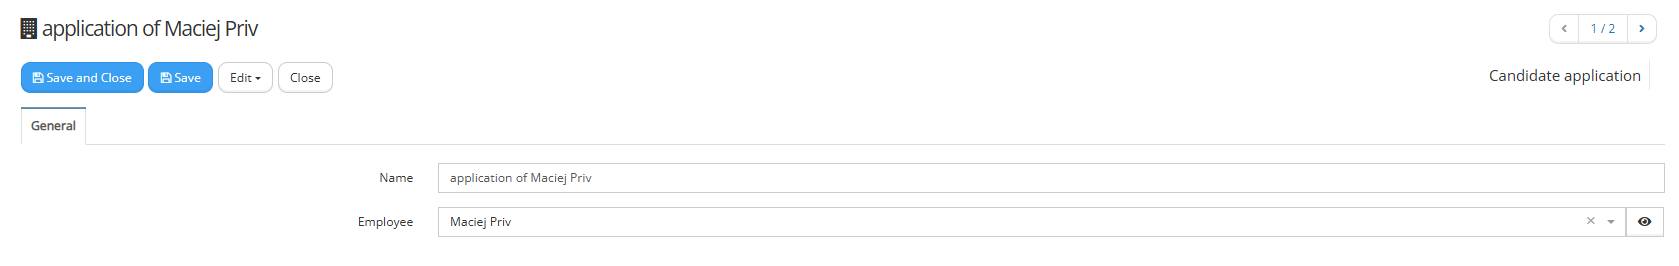 application of Maciej Priv
1 / 2
Save and Close Save Edit Close
Candidate application
General
Name application of Maciej Priv
Employee Maciej Priv